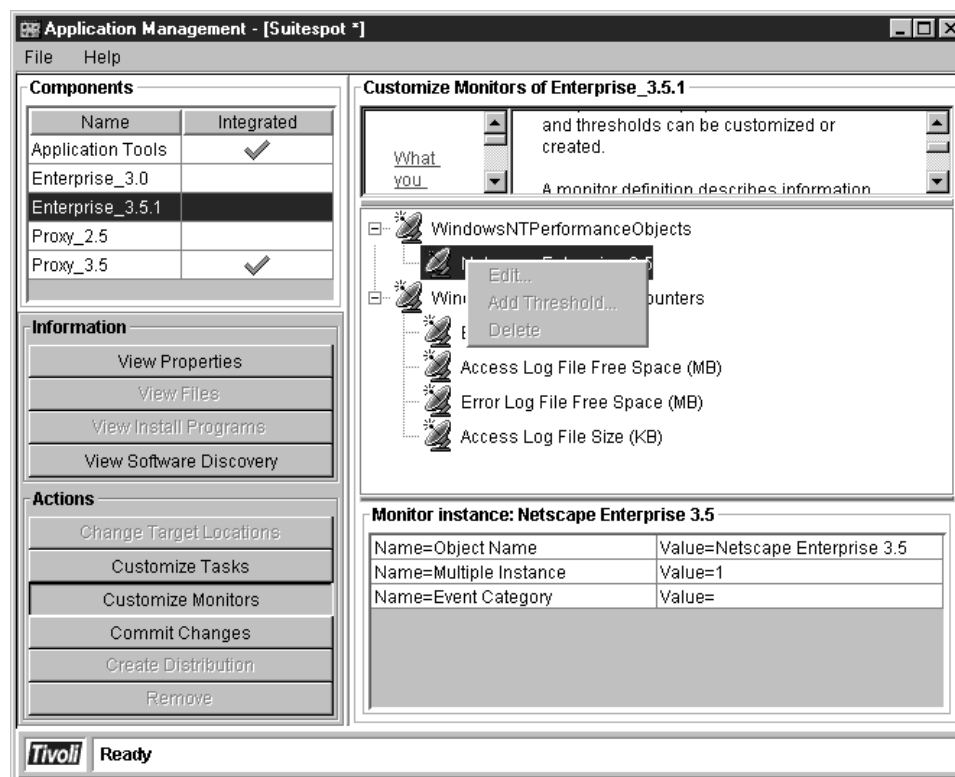 Application Management - [Suitespot *]
File Help
Components
Name Integrated
Application Tools
Enterprise_3.0
Enterprise_3.5.1
Proxy_2.5
Proxy_3.5
Information
View Properties
View Files
View Install Programs
View Software Discovery
Actions
Change Target Locations
Customize Tasks
Customize Monitors
Commit Changes
Create Distribution
Remove
Customize Monitors of Enterprise_3.5.1
What
you
and thresholds can be customized or
created.
A monitor definition describes information
WindowsNTPerformanceObjects
Edit...
Add Threshold...
Delete
Access Log File Free Space (MB)
Error Log File Free Space (MB)
Access Log File Size (KB)
Monitor instance: Netscape Enterprise 3.5
Name=Object Name Value=Netscape Enterprise 3.5
Name=Multiple Instance Value=1
Name=Event Category Value=
Tivoli Ready